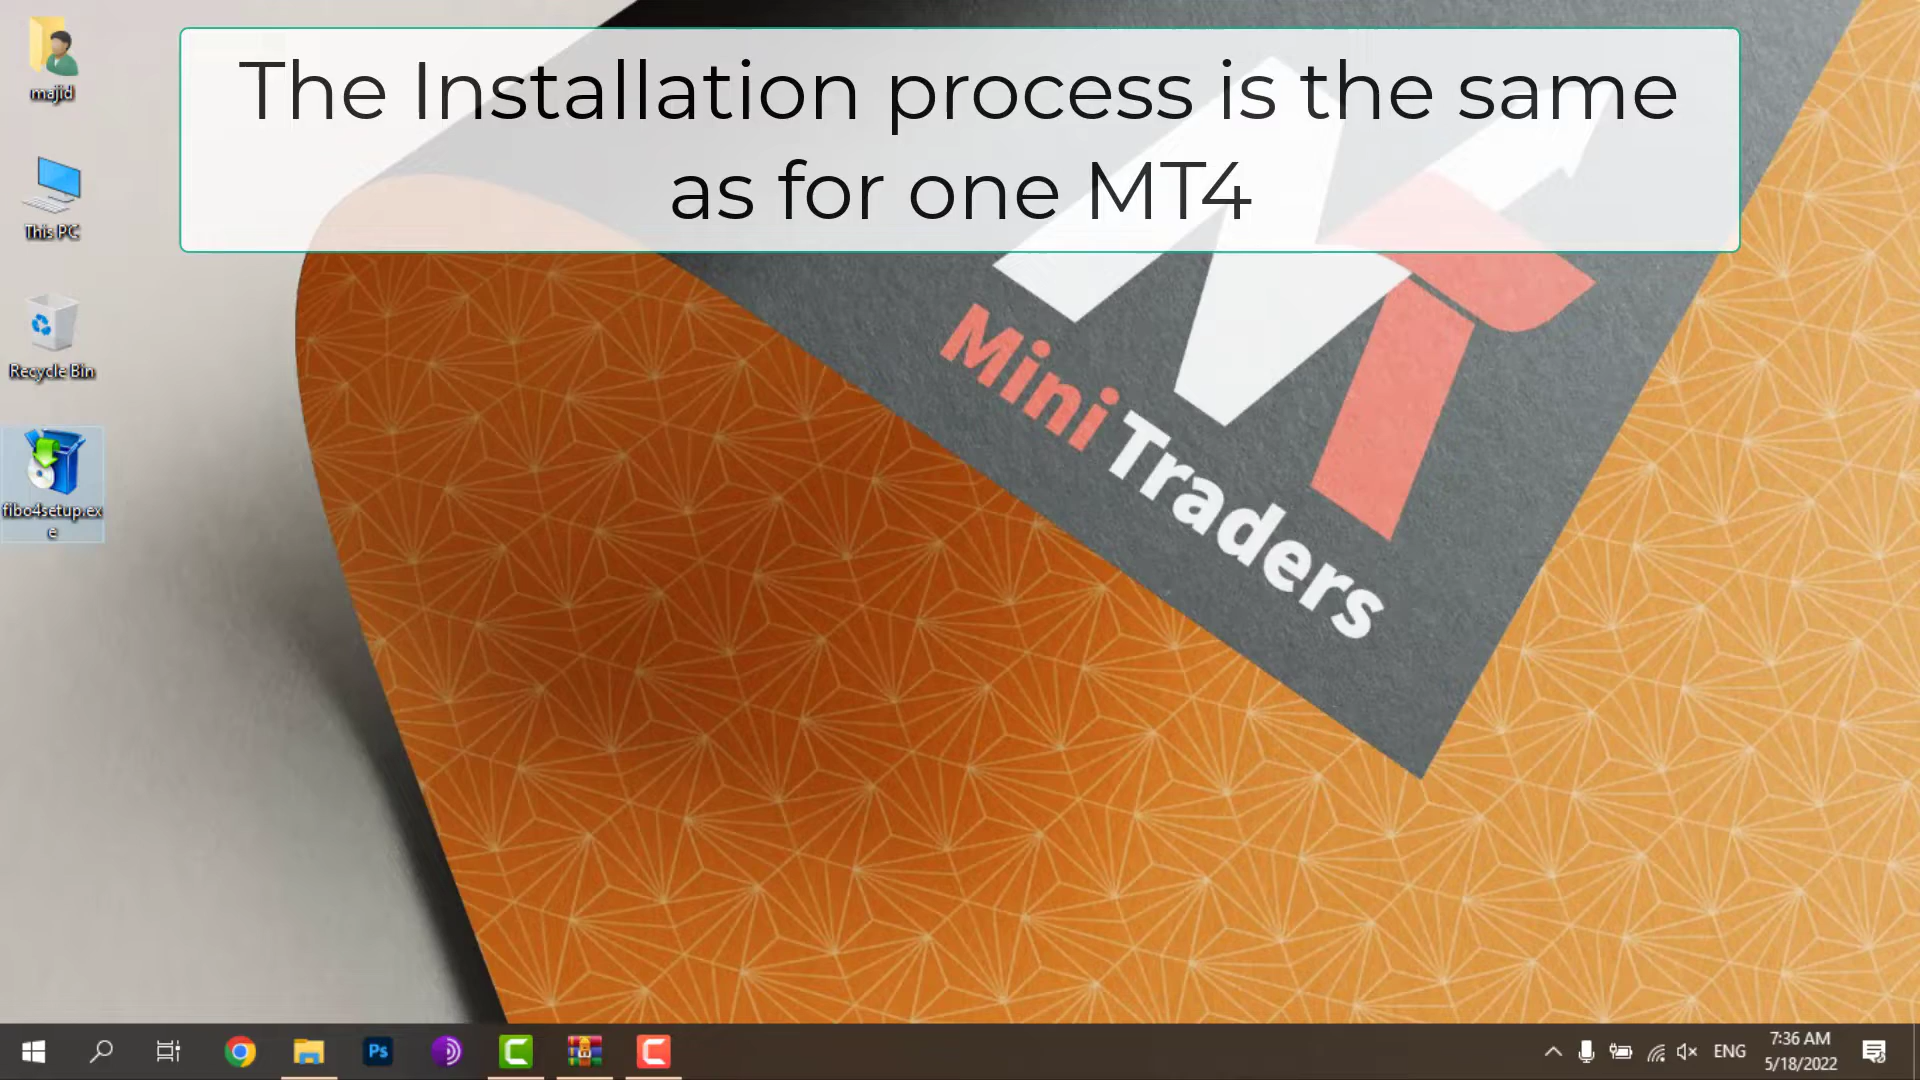 The Installation process is the same
as for one MT4
majid
This PC
Recycle Bin
fibo4setup.ex
e
Mini Traders
Ps
ENG
7:36 AM
5/18/2022